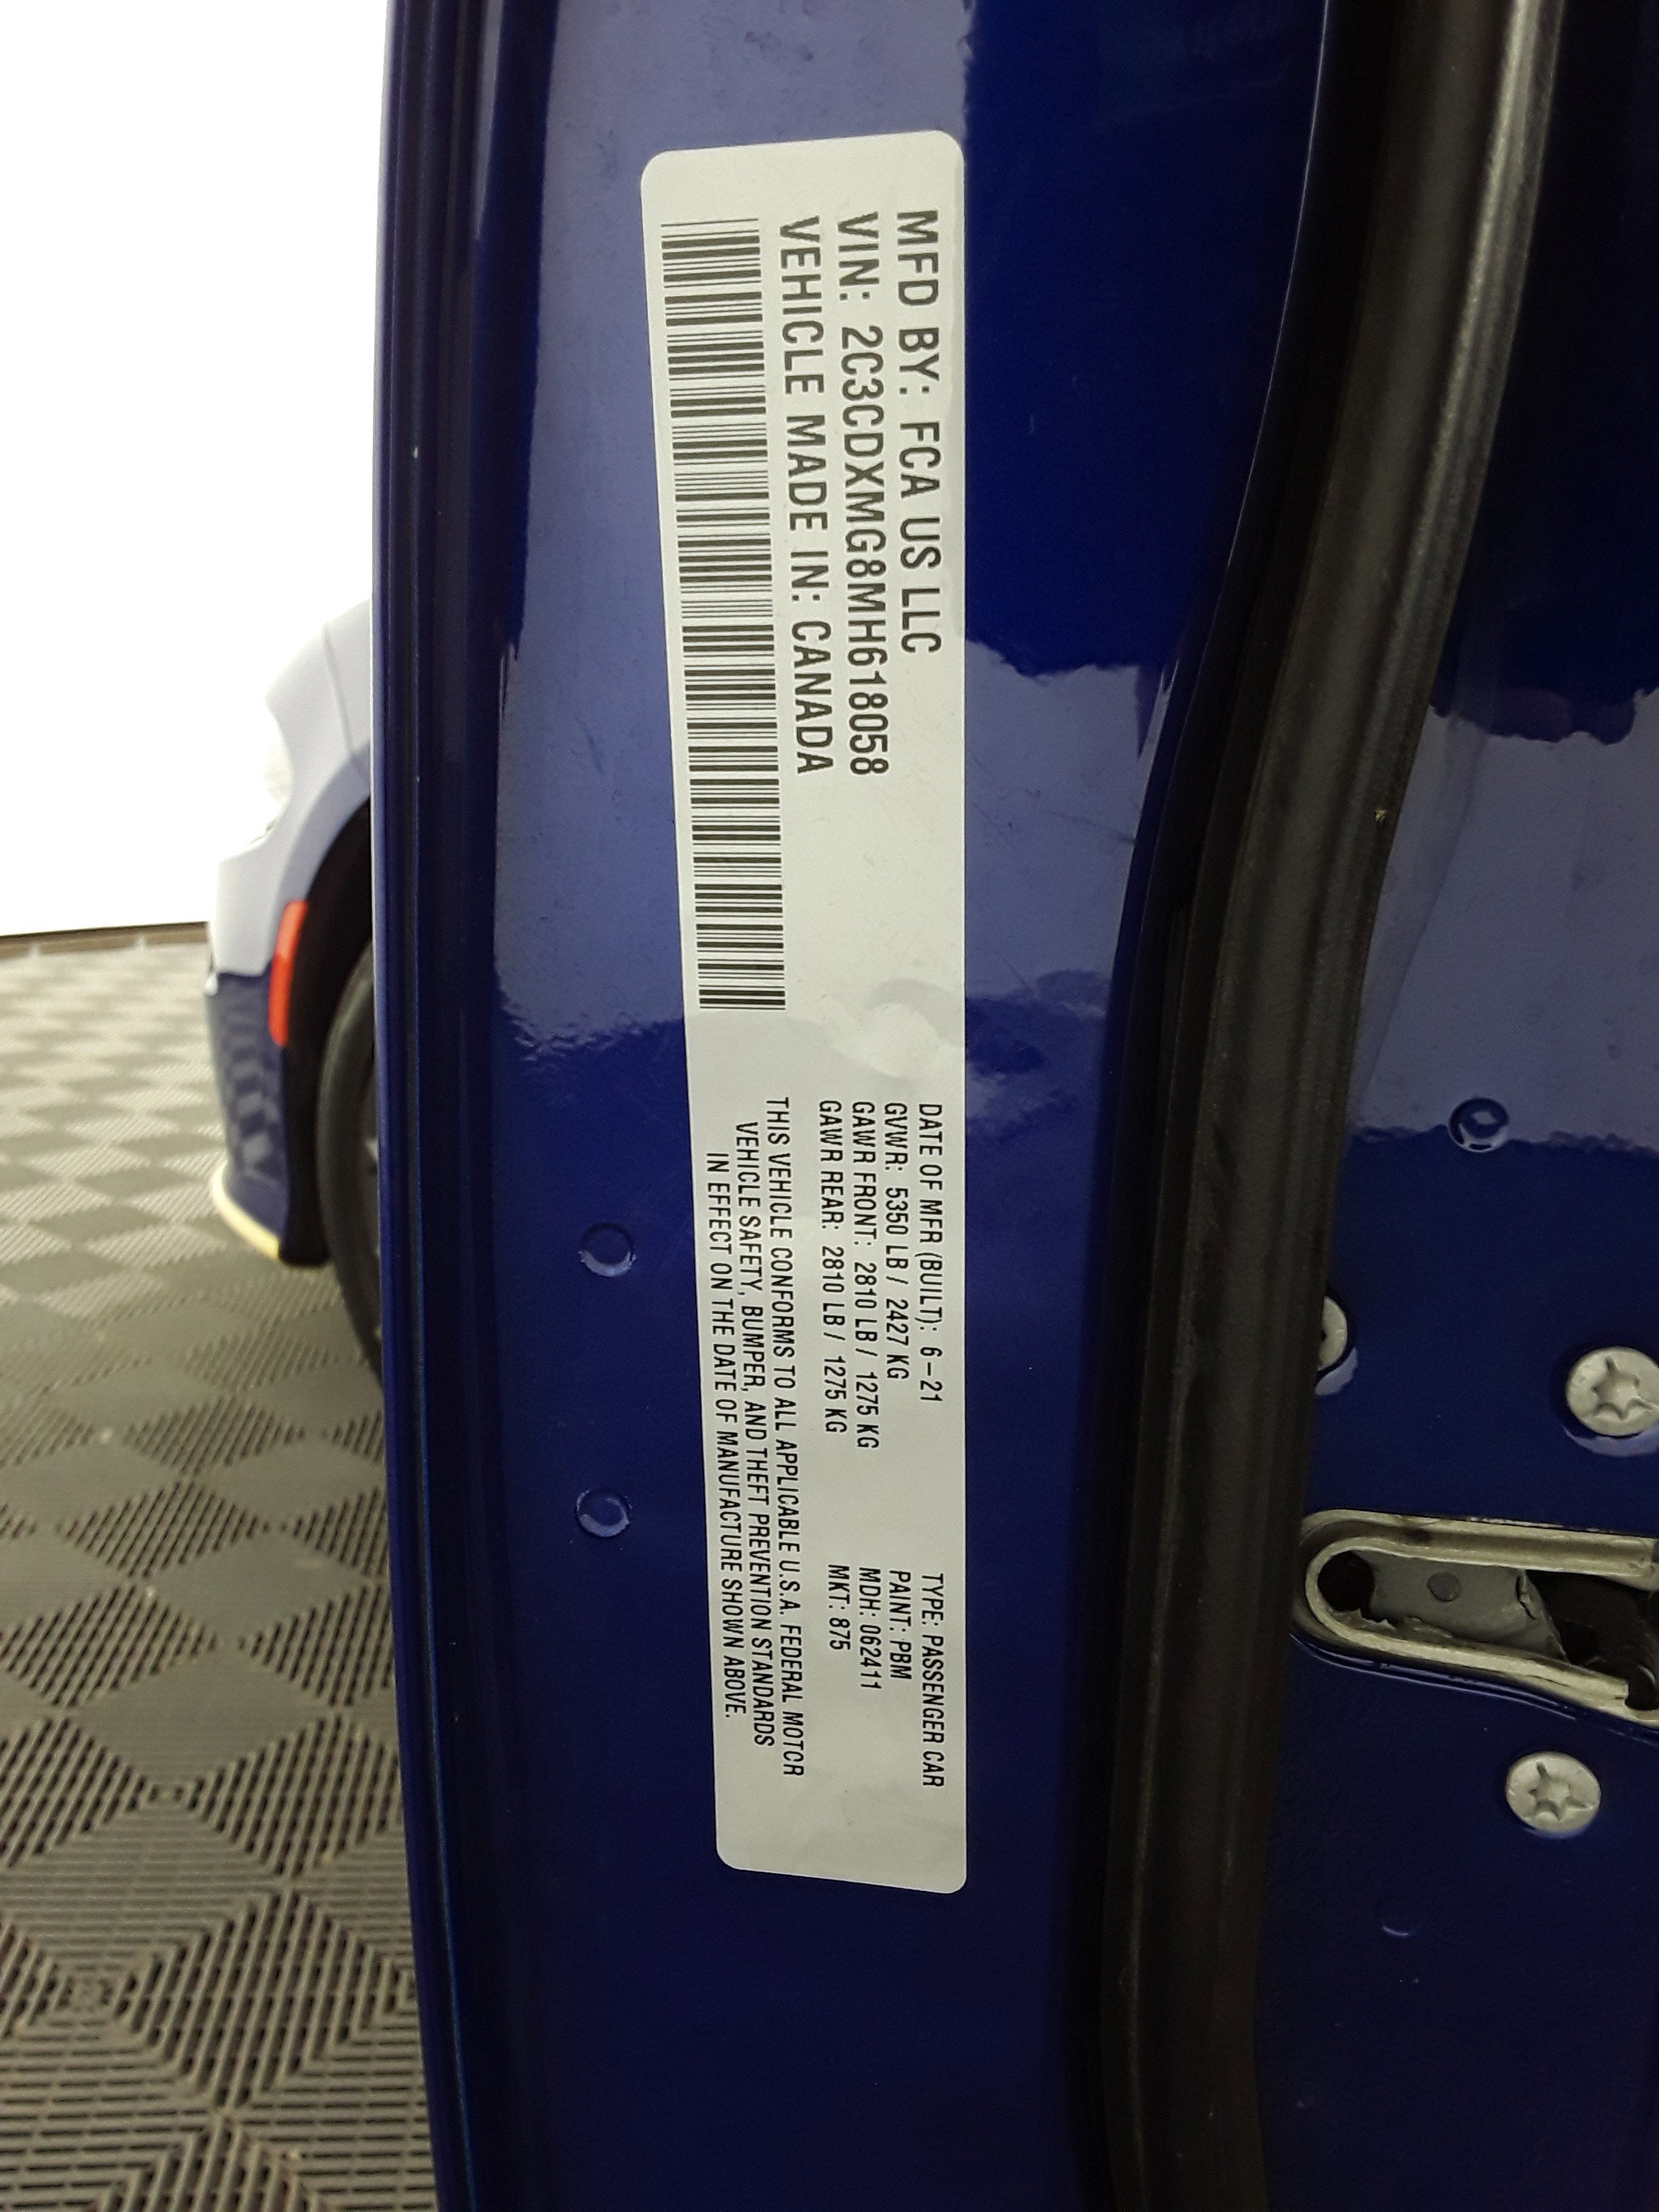 MFD BY: FCA US LLC
VIN: 2C3CDXMG8MH618058
VEHICLE MADE IN: CANADA
DATE OF MFR (BUILT): 6-21
GVWR: 5350 LB / 2427 KG
GAWR FRONT: 2810 LB / 1275 KG
GAWR REAR: 2810 LB / 1275 KG
TYPE: PASSENGER CAR
PAINT: PBM
MDH: 062411
MKT: 875
THIS VEHICLE CONFORMS TO ALL APPLICABLE U.S.A. FEDERAL MOTOR
VEHICLE SAFETY, BUMPER, AND THEFT PREVENTION STANDARDS
IN EFFECT ON THE DATE OF MANUFACTURE SHOWN ABOVE.